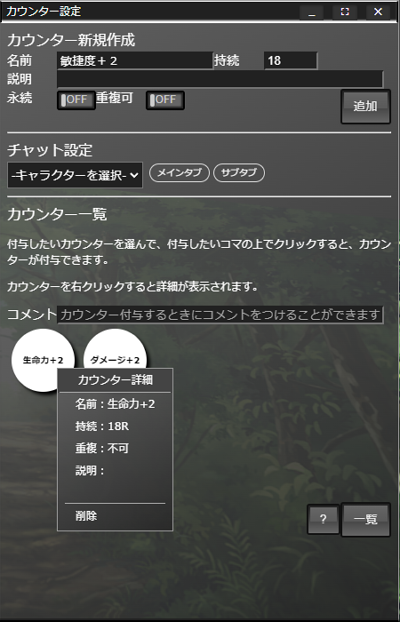 カウンター設定
カウンター新規作成
名前 敏捷度＋２ 持続 18
説明
永続 OFF 重複可 OFF
追加
チャット設定
-キャラクターを選択- メインタブ サブタブ
カウンター一覧
付与したいカウンターを選んで、付与したいコマの上でクリックすると、カウン
ターが付与できます。
カウンターを右クリックすると詳細が表示されます。
コメント カウンター付与するときにコメントをつけることができます
生命力+2 ダメージ+2
カウンター詳細
名前：生命力+2
持続：18R
重複：不可
説明：
削除
? 一覧